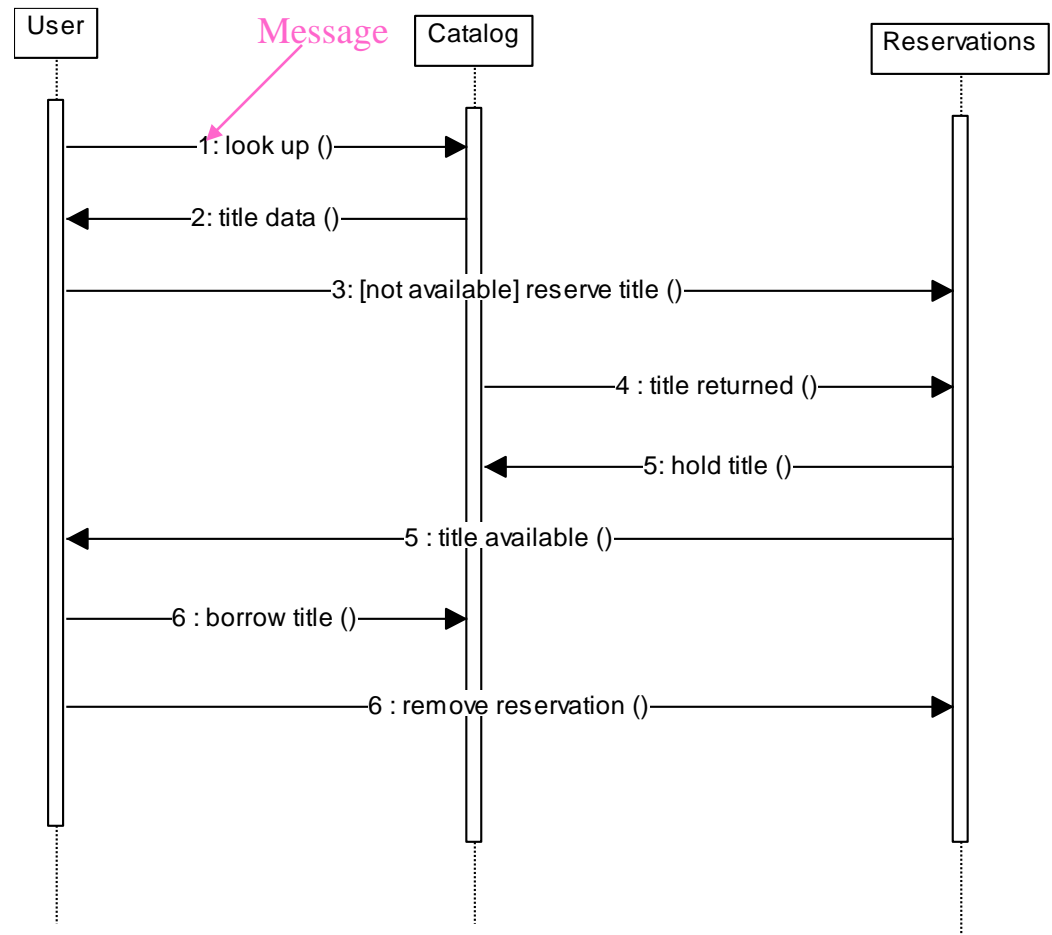 User
Message
Catalog
Reservations
1: look up ()
2: title data ()
3: [not available] reserve title ()
4 : title returned ()
5: hold title ()
5 : title available ()
6 : borrow title ()
6 : remove reservation ()